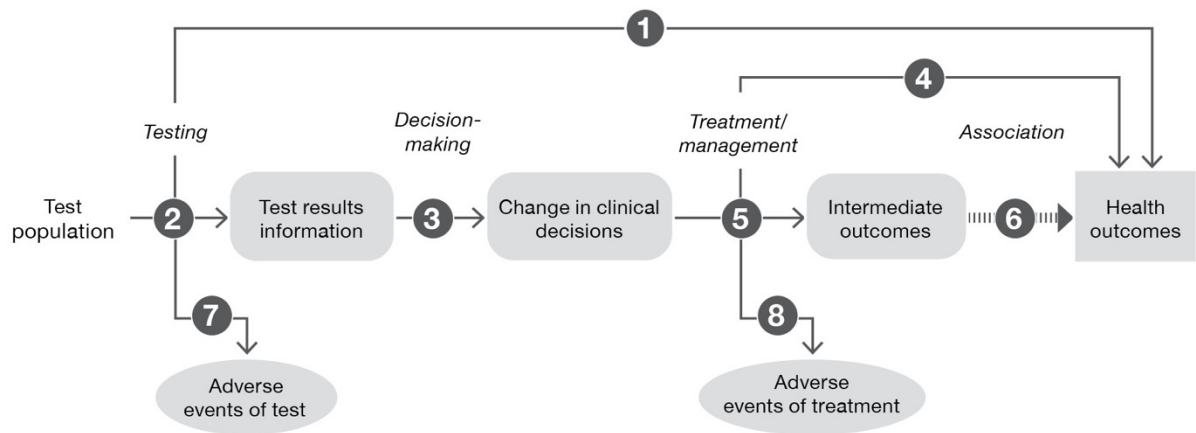 1
4
Testing
Decision-
making
Treatment/
management
Association
Test
population
2
Test results
information
3
Change in clinical
decisions
5
Intermediate
outcomes
6
Health
outcomes
7
8
Adverse
events of test
Adverse
events of treatment